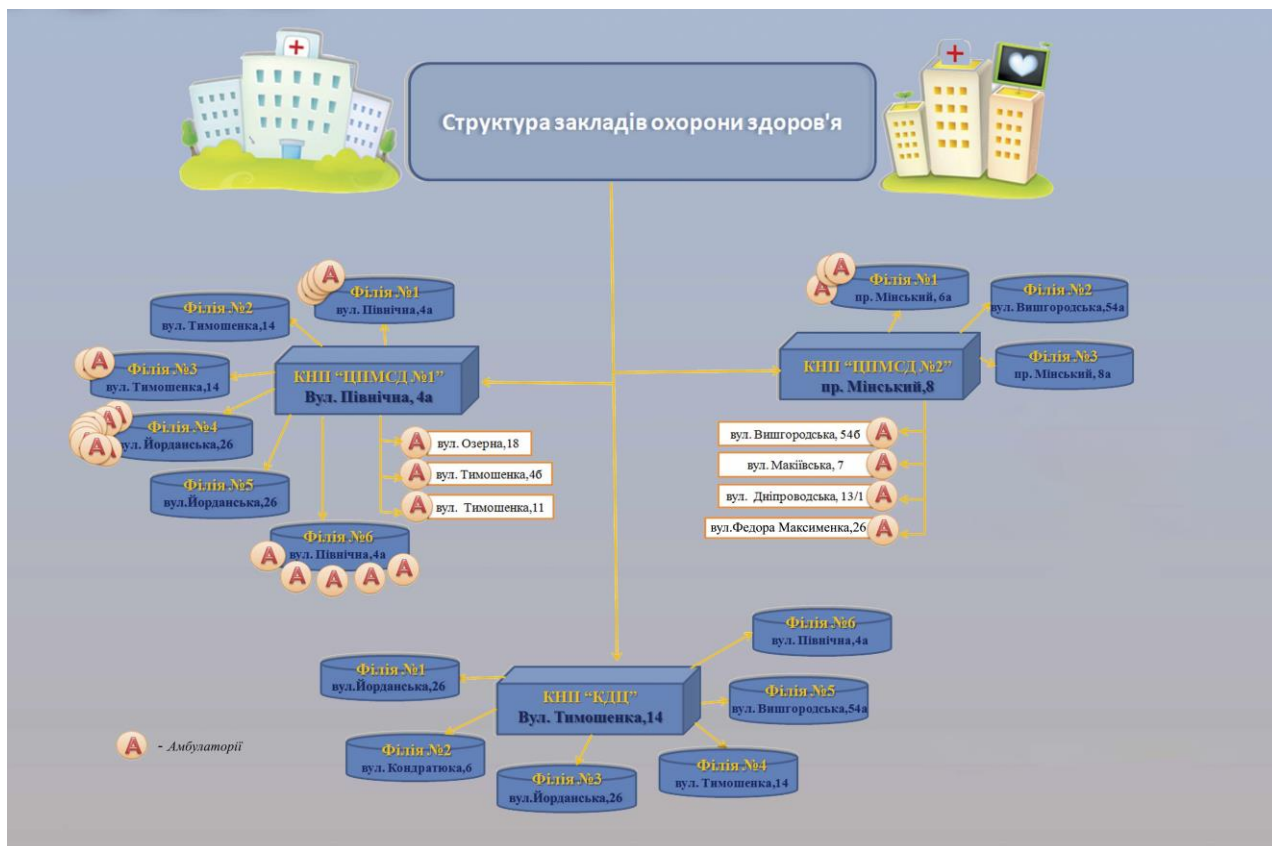 Структура закладів охорони здоров'я
А
Філія №1
вул. Північна,4а
Філія №2
вул. Тимошенка,14
А
Філія №3
вул. Тимошенка,14
А
Філія №4
вул. Йорданська,26
Філія №5
вул.Йорданська,26
КНП “ЦПМСД №1”
Вул. Північна, 4а
А вул. Озерна,18
А вул. Тимошенка,4б
А вул. Тимошенка,11
Філія №6
вул. Північна,4а
А А А А А
А А
Філія №1
пр. Мінський, 6а
Філія №2
вул. Вишгородська,54а
Філія №3
пр. Мінський, 8а
КНП “ЦПМСД №2”
пр. Мінський,8
вул. Вишгородська, 54б А
вул. Макіївська, 7 А
вул. Дніпроводська, 13/1 А
вул.Федора Максименка,26 А
Філія №6
вул. Північна,4а
Філія №1
вул.Йорданська,26
КНП “КДЦ”
Вул. Тимошенка,14
Філія №5
вул. Вишгородська,54а
Філія №2
вул. Кондратюка,6
Філія №3
вул.Йорданська,26
Філія №4
вул. Тимошенка,14
А - Амбулаторії